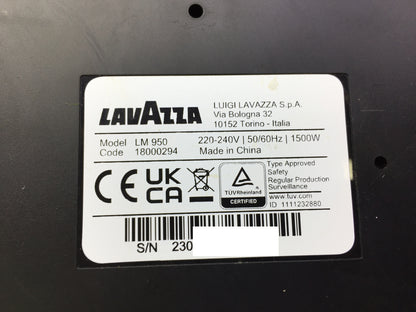 LAVAZZA
LUIGI LAVAZZA S.p.A.
Via Bologna 32
10152 Torino - Italia
Model LM 950 220-240V | 50/60Hz | 1500W
Code 18000294 Made in China
CE UK CA
TÜVRheinland
CERTIFIED
Type Approved
Safety
Regular Production
Surveillance
www.tuv.com
ID 1111232880
S/N 230